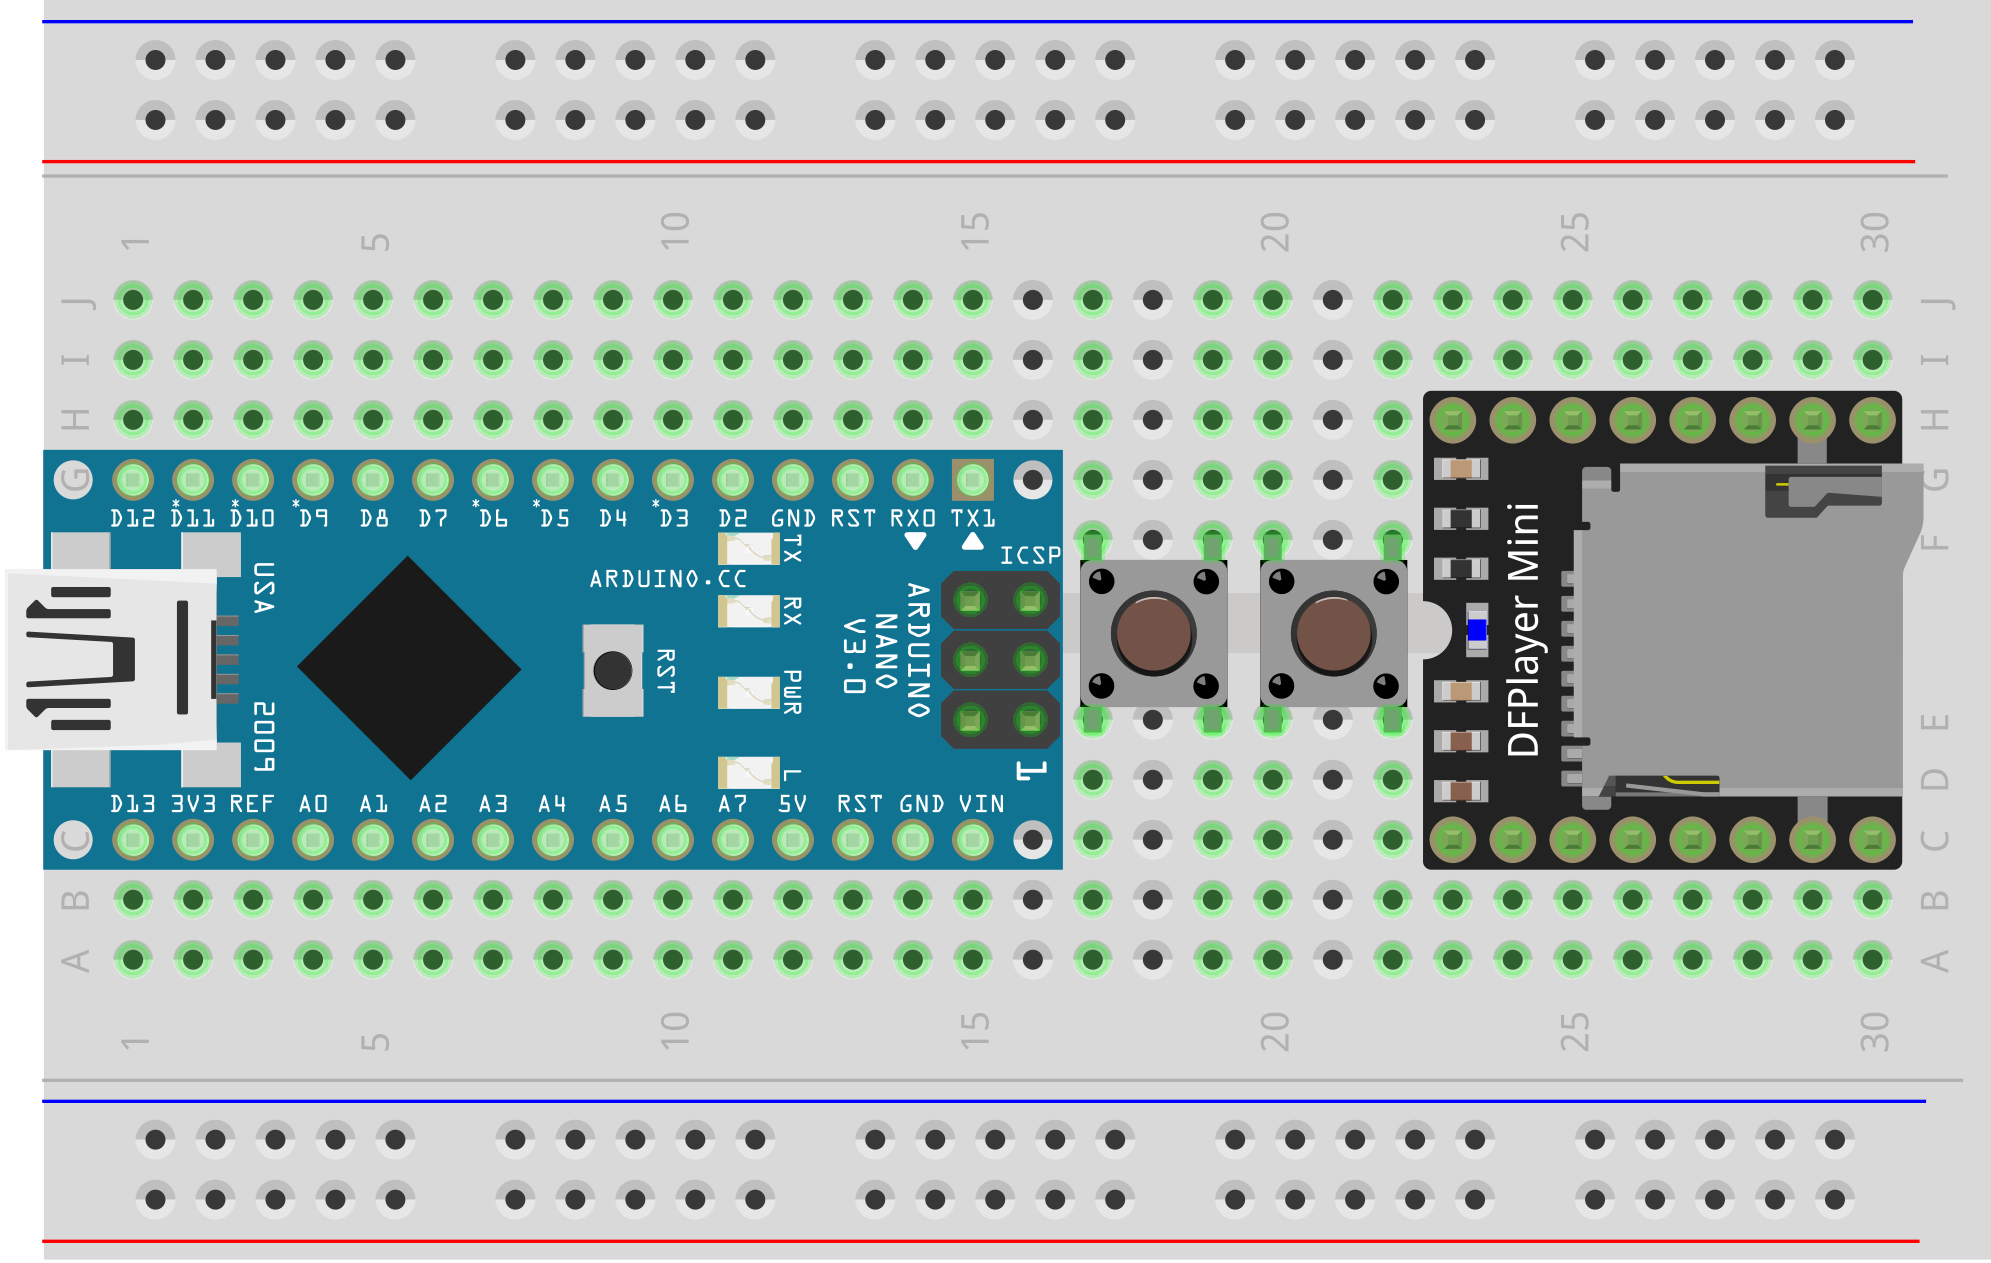 1 5 10 15 20 25 30
J J
I I
H H
G G
D12 *D11 *D10 *D9 D8 D7 *D6 *D5 D4 *D3 D2 GND RST RX0 TX1
F
TX
ICSP
ARDUINO.CC
USA
RX
ARDUINO
NANO
V3.0
RST
PWR
2009
L
1
DFPlayer Mini
E
D
D13 3V3 REF A0 A1 A2 A3 A4 A5 A6 A7 5V RST GND VIN
C C
B B
A A
1 5 10 15 20 25 30